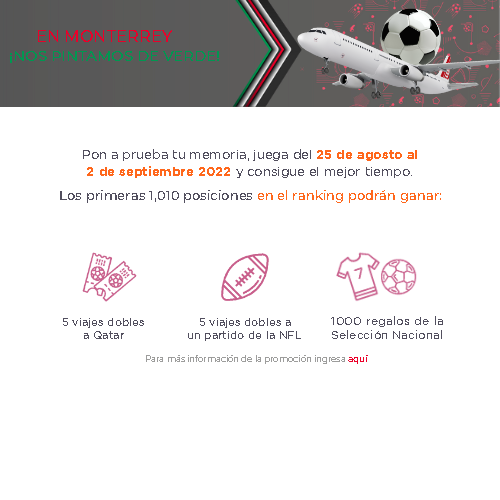 EN MONTERREY
¡NOS PINTAMOS DE VERDE!
Pon a prueba tu memoria, juega del 25 de agosto al
2 de septiembre 2022 y consigue el mejor tiempo.
Los primeras 1,010 posiciones en el ranking podrán ganar:
5 viajes dobles
a Qatar
5 viajes dobles a
un partido de la NFL
7
1000 regalos de la
Selección Nacional
Para más información de la promoción ingresa aquí